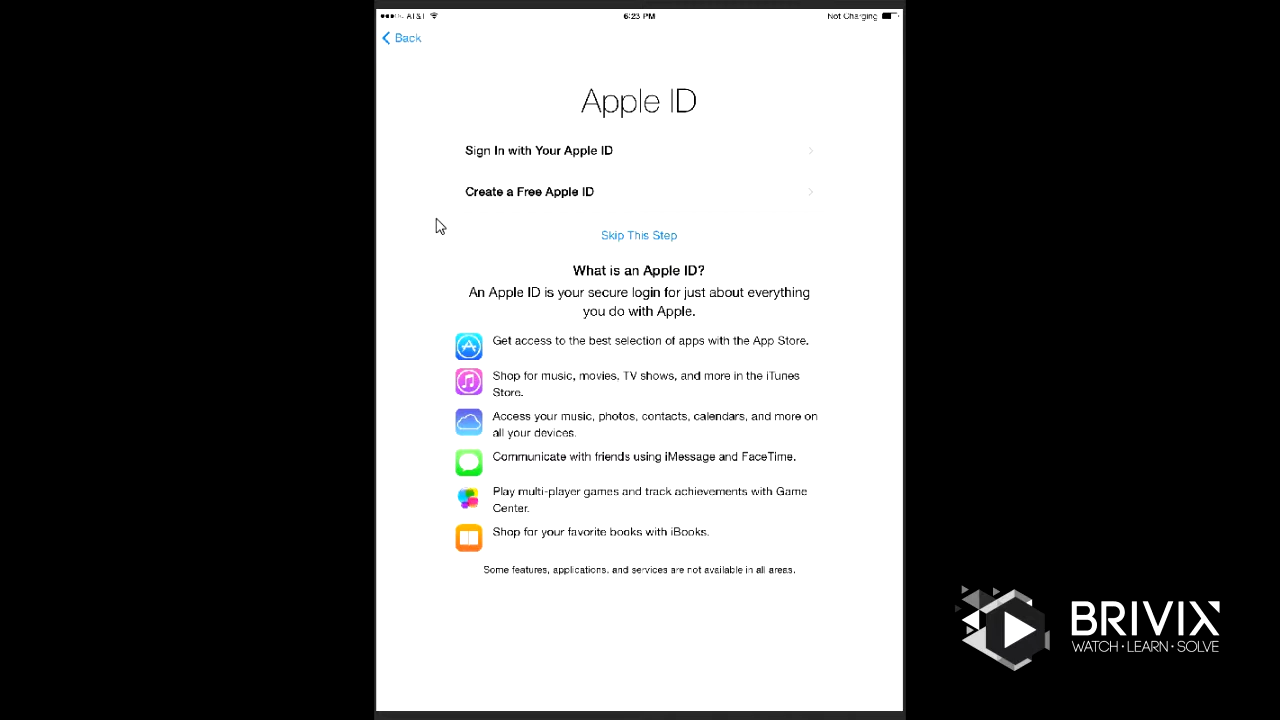 AT&T
6:23 PM
Not Charging
Back
Apple ID
Sign In with Your Apple ID
Create a Free Apple ID
Skip This Step
What is an Apple ID?
An Apple ID is your secure login for just about everything
you do with Apple.
Get access to the best selection of apps with the App Store.
Shop for music, movies, TV shows, and more in the iTunes
Store.
Access your music, photos, contacts, calendars, and more on
all your devices.
Communicate with friends using iMessage and FaceTime.
Play multi-player games and track achievements with Game
Center.
Shop for your favorite books with iBooks.
Some features, applications, and services are not available in all areas.
BRIVIX
WATCH·LEARN·SOLVE